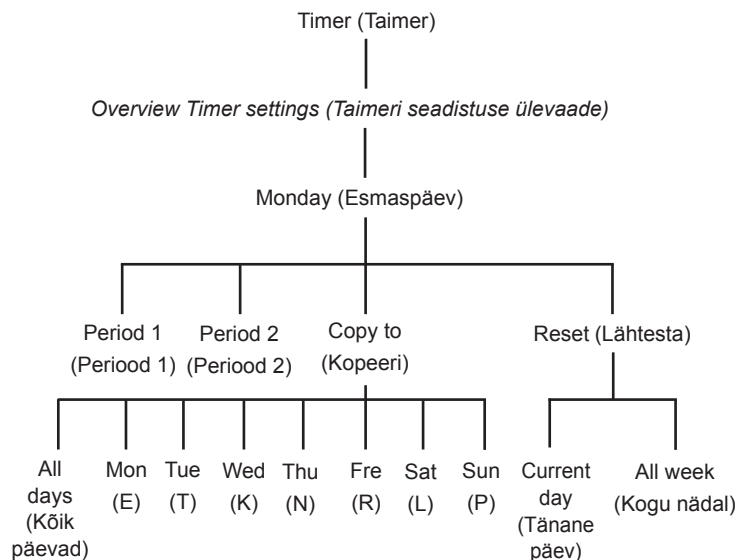 Timer (Taimer)
Overview Timer settings (Taimeri seadistuse ülevaade)
Monday (Esmaspäev)
Period 1
(Periood 1)
Period 2
(Periood 2)
Copy to
(Kopeeri)
Reset (Lähtesta)
All
days
(Kõik
päevad)
Mon
(E)
Tue
(T)
Wed
(K)
Thu
(N)
Fre
(R)
Sat
(L)
Sun
(P)
Current
day
(Tänane
päev)
All week
(Kogu nädal)